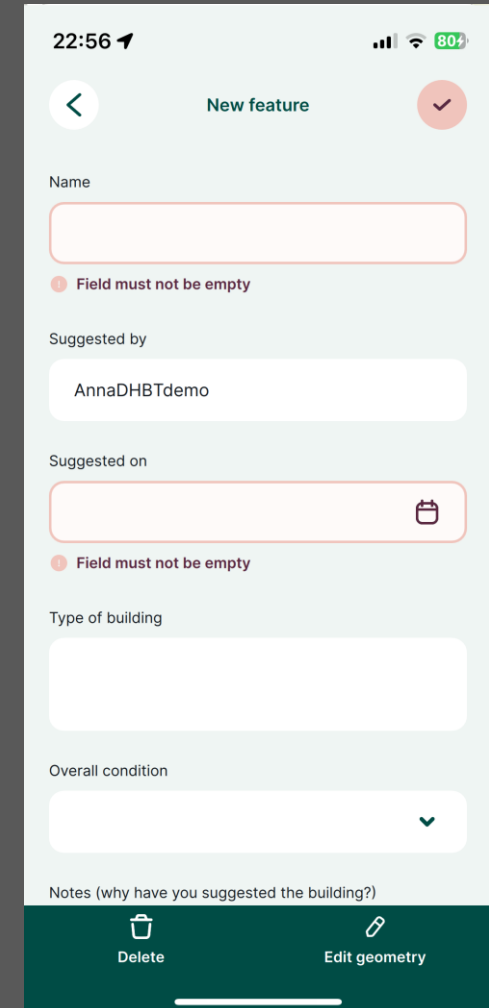 22:56
80
New feature
Name
Field must not be empty
Suggested by
AnnaDHBTdemo
Suggested on
Field must not be empty
Type of building
Overall condition
Notes (why have you suggested the building?)
Delete
Edit geometry